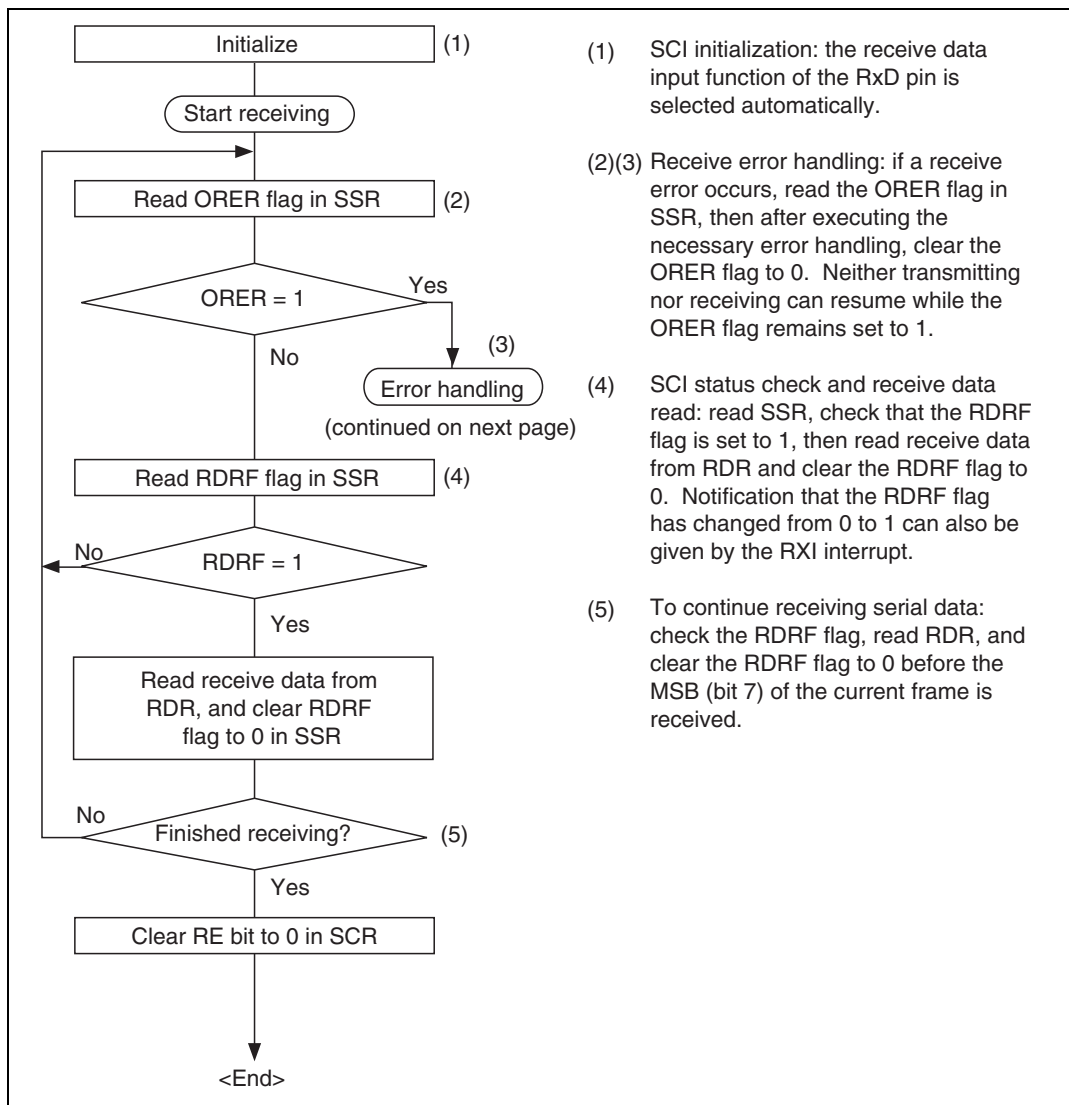 Initialize
(1)
Start receiving
Read ORER flag in SSR
(2)
ORER = 1
Yes
No
(3)
Error handling
(continued on next page)
Read RDRF flag in SSR
(4)
No
RDRF = 1
Yes
Read receive data from
RDR, and clear RDRF
flag to 0 in SSR
No
Finished receiving?
(5)
Yes
Clear RE bit to 0 in SCR
<End>
(1) SCI initialization: the receive data
input function of the RxD pin is
selected automatically.
(2)(3) Receive error handling: if a receive
error occurs, read the ORER flag in
SSR, then after executing the
necessary error handling, clear the
ORER flag to 0. Neither transmitting
nor receiving can resume while the
ORER flag remains set to 1.
(4) SCI status check and receive data
read: read SSR, check that the RDRF
flag is set to 1, then read receive data
from RDR and clear the RDRF flag to
0. Notification that the RDRF flag
has changed from 0 to 1 can also be
given by the RXI interrupt.
(5) To continue receiving serial data:
check the RDRF flag, read RDR, and
clear the RDRF flag to 0 before the
MSB (bit 7) of the current frame is
received.